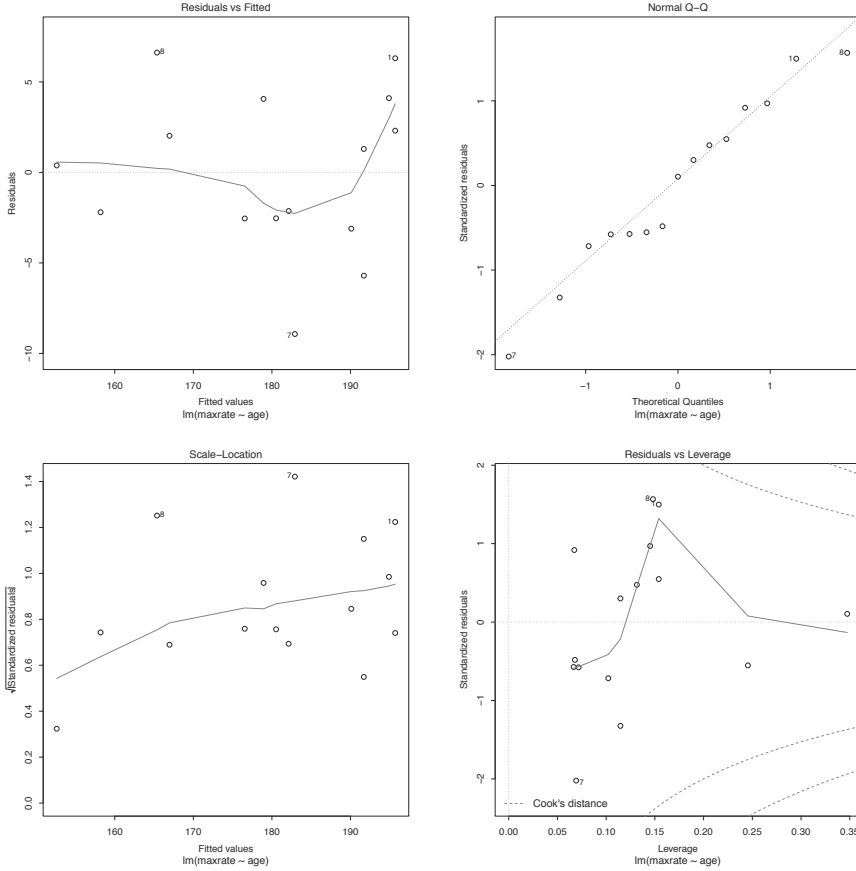 Residuals vs Fitted
Residuals
5
0
−5
−10
8
1
7
160 170 180 190
Fitted values
lm(maxrate ~ age)
Normal Q−Q
Standardized residuals
1
0
−1
−2
1
8
7
−1 0 1
Theoretical Quantiles
lm(maxrate ~ age)
Scale−Location
√|Standardized residuals|
1.4
1.2
1.0
0.8
0.6
0.4
0.2
0.0
7
8
1
160 170 180 190
Fitted values
lm(maxrate ~ age)
Residuals vs Leverage
Standardized residuals
2
1
0
−1
−2
8
1
7
Cook's distance
0.00 0.05 0.10 0.15 0.20 0.25 0.30 0.35
Leverage
lm(maxrate ~ age)